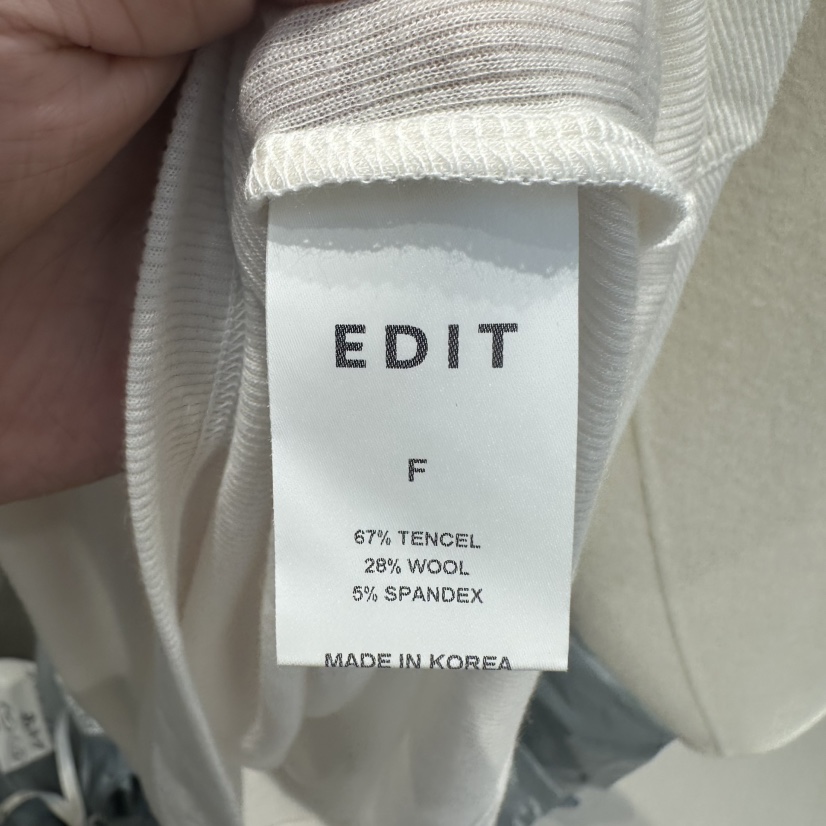 EDIT
F
67% TENCEL
28% WOOL
5% SPANDEX
MADE IN KOREA